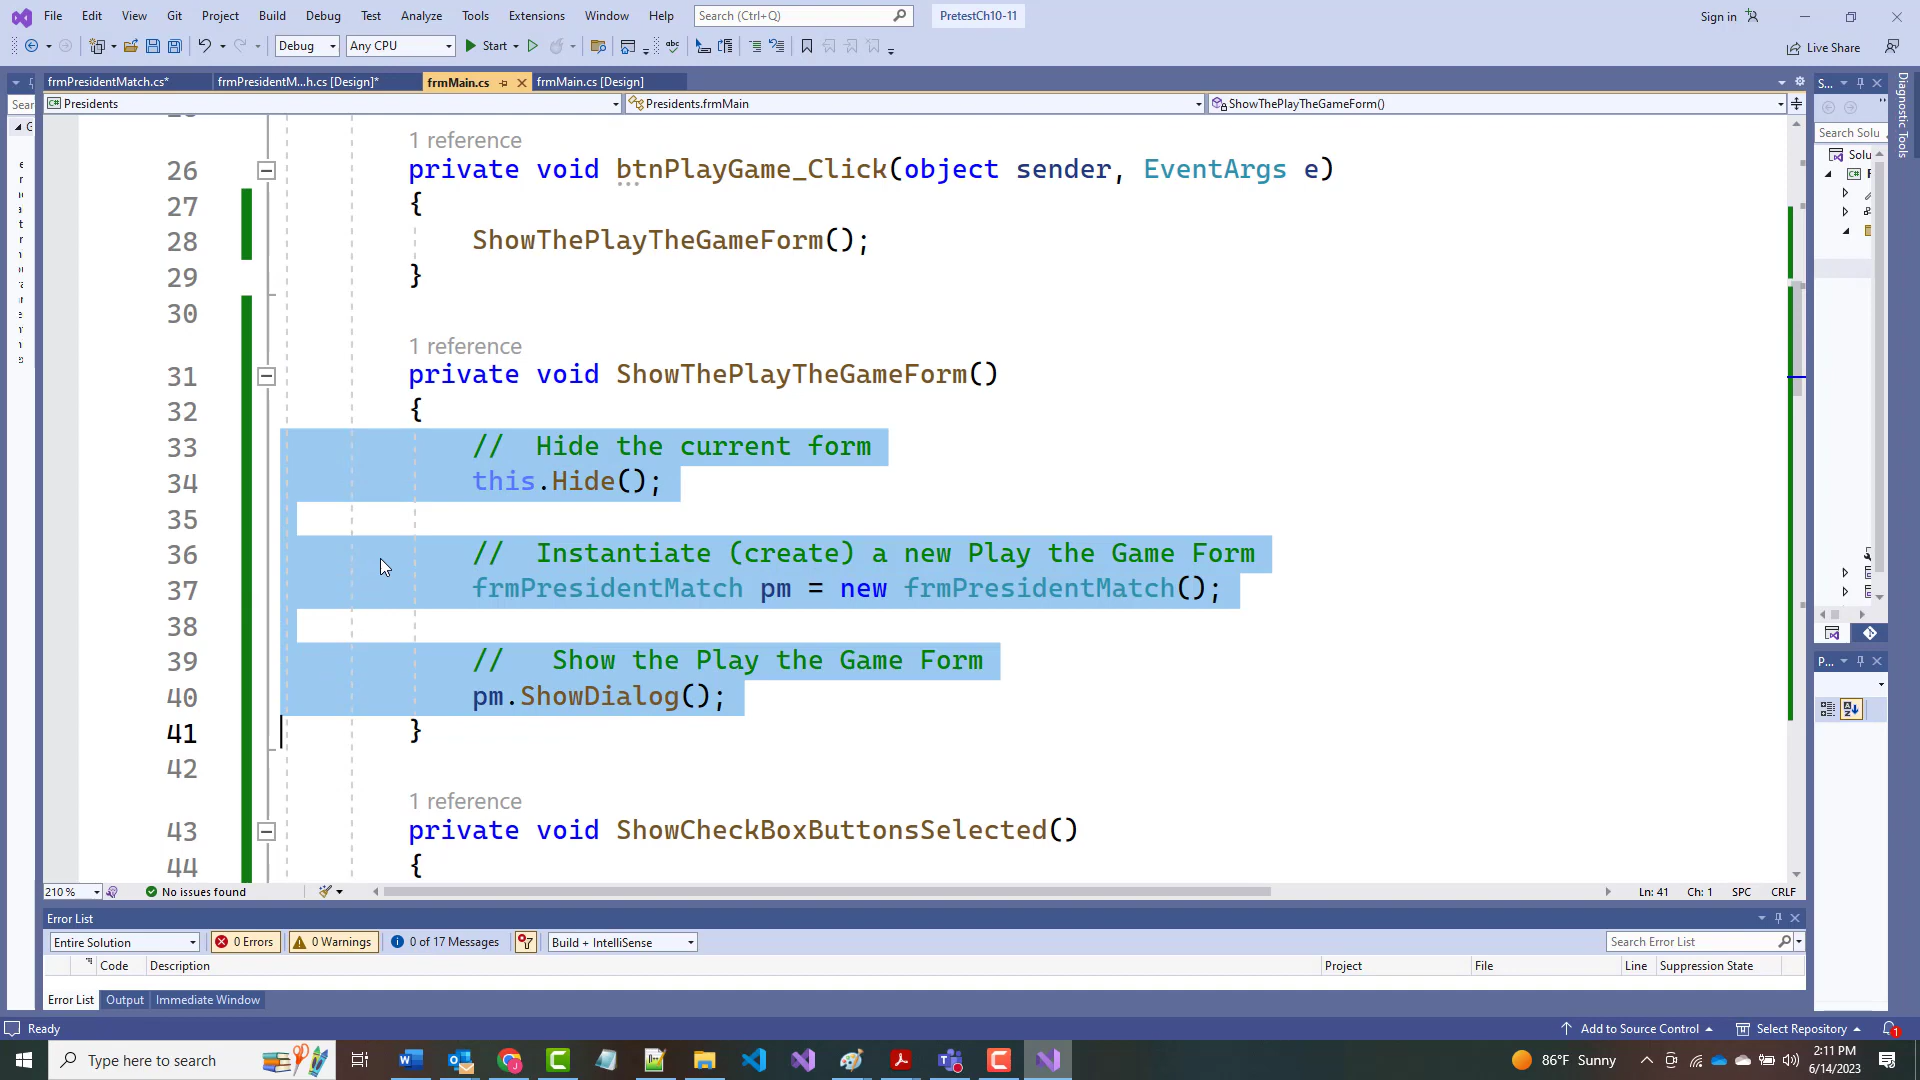 File Edit View Git Project Build Debug Test Analyze Tools Extensions Window Help Search (Ctrl+Q) PretestCh10-11 Sign in
Debug Any CPU Start Live Share
frmPresidentMatch.cs* frmPresidentM...h.cs [Design]* frmMain.cs frmMain.cs [Design] S...
Presidents Presidents.frmMain ShowThePlayTheGameForm()
Diagnostic Tools
Sear
Search Solu
Solu
1 reference
26 private void btnPlayGame_Click(object sender, EventArgs e)
27 {
28 ShowThePlayTheGameForm();
29 }
30
1 reference
31 private void ShowThePlayTheGameForm()
32 {
33 // Hide the current form
34 this.Hide();
35
36 // Instantiate (create) a new Play the Game Form
37 frmPresidentMatch pm = new frmPresidentMatch();
38
39 // Show the Play the Game Form
40 pm.ShowDialog();
41 }
42
1 reference
43 private void ShowCheckBoxButtonsSelected()
44 {
P...
210 % No issues found Ln: 41 Ch: 1 SPC CRLF
Error List
Entire Solution 0 Errors 0 Warnings 0 of 17 Messages Build + IntelliSense Search Error List
Code Description Project File Line Suppression State
Error List Output Immediate Window
Ready Add to Source Control Select Repository 1
Type here to search 86°F Sunny 2:11 PM
6/14/2023